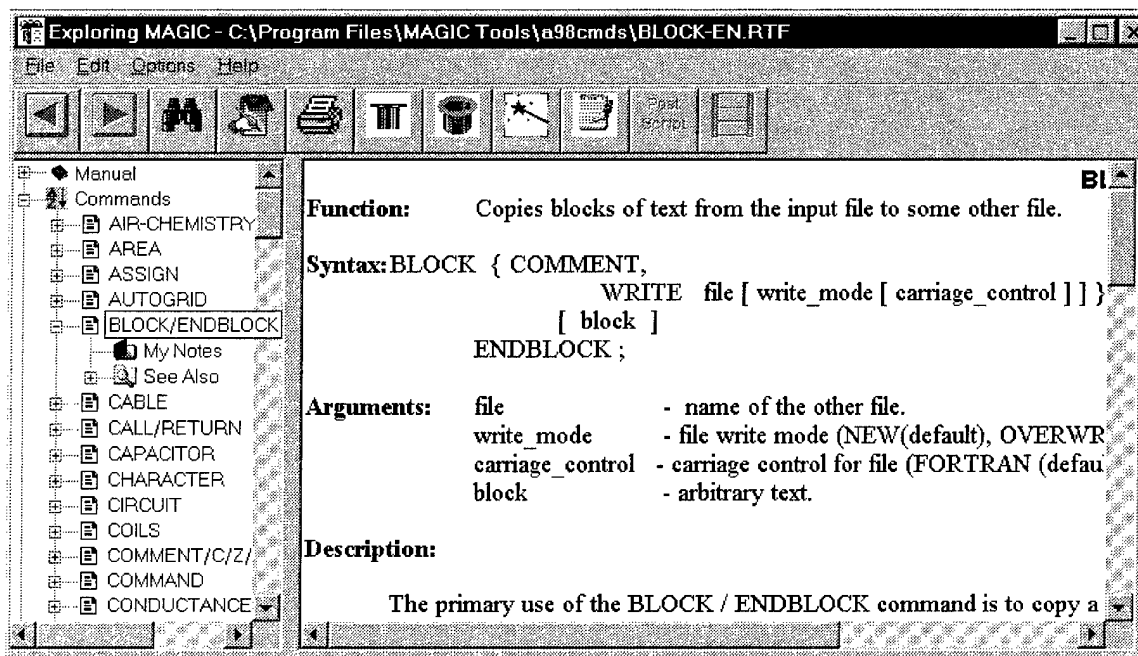 Exploring MAGIC - C:\Program Files\MAGIC Tools\a98cmds\BLOCK-EN.RTF
File Edit Options Help
Post Script
Manual
Commands
AIR-CHEMISTRY
AREA
ASSIGN
AUTOGRID
BLOCK/ENDBLOCK
My Notes
See Also
CABLE
CALL/RETURN
CAPACITOR
CHARACTER
CIRCUIT
COILS
COMMENT/C/Z/
COMMAND
CONDUCTANCE
BL
Function: Copies blocks of text from the input file to some other file.
Syntax: BLOCK { COMMENT,
WRITE file [ write_mode [ carriage_control ] ] }
[ block ]
ENDBLOCK ;
Arguments: file - name of the other file.
write_mode - file write mode (NEW(default), OVERWR
carriage_control - carriage control for file (FORTRAN (defau
block - arbitrary text.
Description:
The primary use of the BLOCK / ENDBLOCK command is to copy a